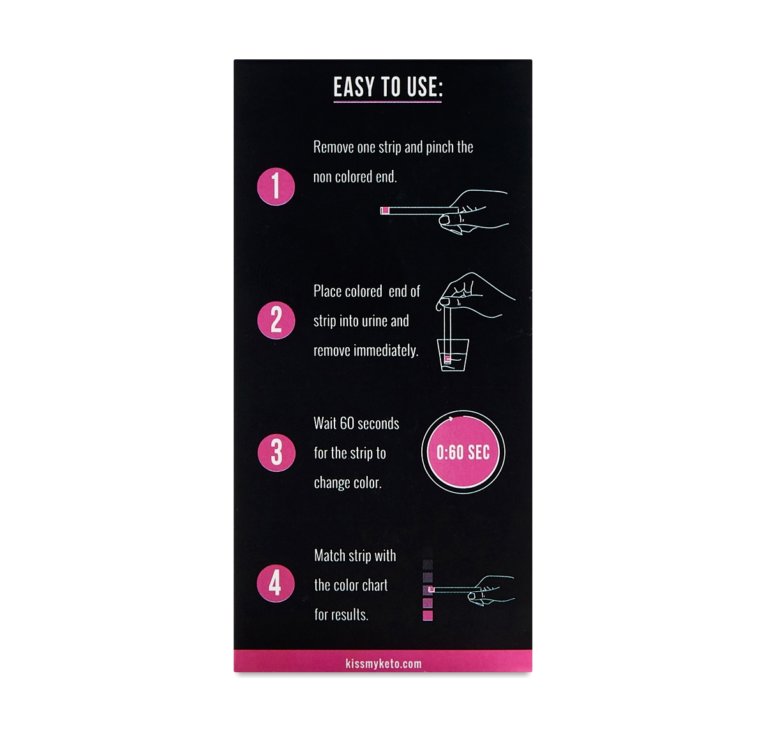 EASY TO USE:
1
Remove one strip and pinch the
non colored end.
2
Place colored end of
strip into urine and
remove immediately.
3
Wait 60 seconds
for the strip to
change color.
0:60 SEC
4
Match strip with
the color chart
for results.
kissmyketo.com